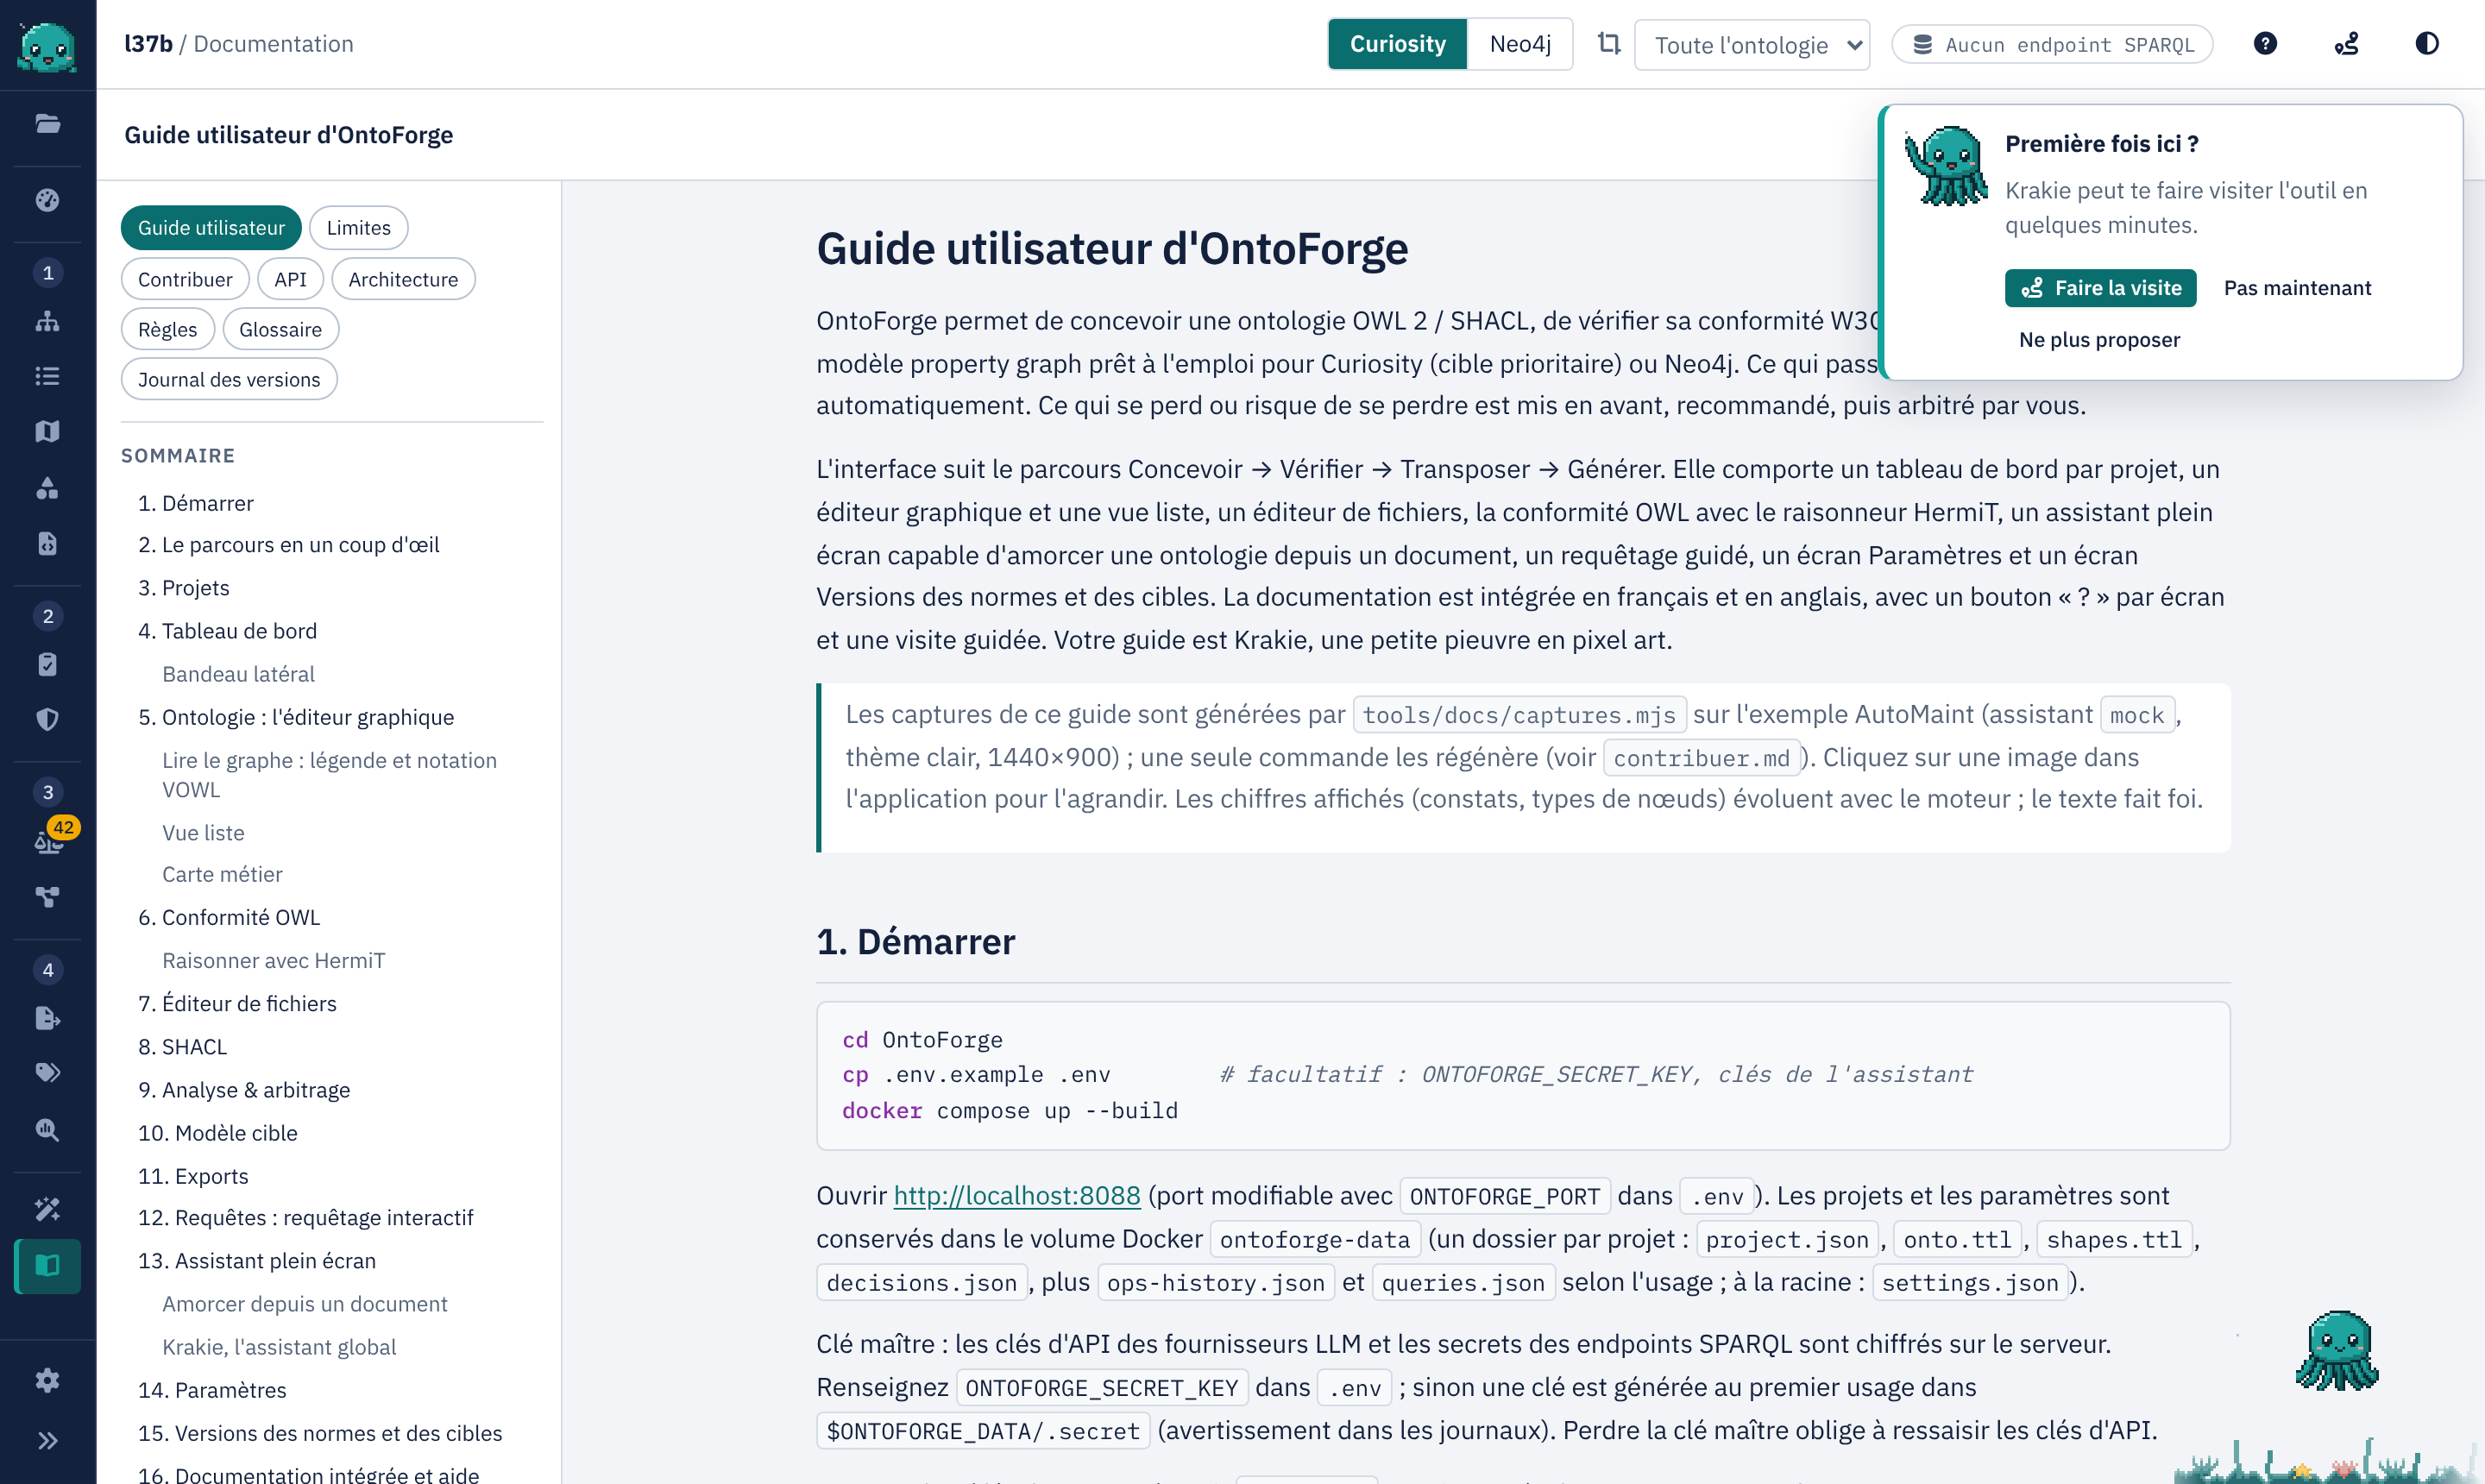 l37b / Documentation
Curiosity
Neo4j
Toute l'ontologie
Aucun endpoint SPARQL
Guide utilisateur d'OntoForge
Première fois ici ?
Krakie peut te faire visiter l'outil en
quelques minutes.
Faire la visite
Pas maintenant
Ne plus proposer
1
2
3
42
4
Guide utilisateur
Limites
Contribuer
API
Architecture
Règles
Glossaire
Journal des versions
SOMMAIRE
1. Démarrer
2. Le parcours en un coup d'œil
3. Projets
4. Tableau de bord
Bandeau latéral
5. Ontologie : l'éditeur graphique
Lire le graphe : légende et notation
VOWL
Vue liste
Carte métier
6. Conformité OWL
Raisonner avec HermiT
7. Éditeur de fichiers
8. SHACL
9. Analyse & arbitrage
10. Modèle cible
11. Exports
12. Requêtes : requêtage interactif
13. Assistant plein écran
Amorcer depuis un document
Krakie, l'assistant global
14. Paramètres
15. Versions des normes et des cibles
16. Documentation intégrée et aide
Guide utilisateur d'OntoForge
OntoForge permet de concevoir une ontologie OWL 2 / SHACL, de vérifier sa conformité W3C
modèle property graph prêt à l'emploi pour Curiosity (cible prioritaire) ou Neo4j. Ce qui pass
automatiquement. Ce qui se perd ou risque de se perdre est mis en avant, recommandé, puis arbitré par vous.
L'interface suit le parcours Concevoir → Vérifier → Transposer → Générer. Elle comporte un tableau de bord par projet, un
éditeur graphique et une vue liste, un éditeur de fichiers, la conformité OWL avec le raisonneur HermiT, un assistant plein
écran capable d'amorcer une ontologie depuis un document, un requêtage guidé, un écran Paramètres et un écran
Versions des normes et des cibles. La documentation est intégrée en français et en anglais, avec un bouton « ? » par écran
et une visite guidée. Votre guide est Krakie, une petite pieuvre en pixel art.
Les captures de ce guide sont générées par tools/docs/captures.mjs sur l'exemple AutoMaint (assistant mock,
thème clair, 1440×900) ; une seule commande les régénère (voir contribuer.md). Cliquez sur une image dans
l'application pour l'agrandir. Les chiffres affichés (constats, types de nœuds) évoluent avec le moteur ; le texte fait foi.
1. Démarrer
cd OntoForge
cp .env.example .env # facultatif : ONTOFORGE_SECRET_KEY, clés de l'assistant
docker compose up --build
Ouvrir http://localhost:8088 (port modifiable avec ONTOFORGE_PORT dans .env). Les projets et les paramètres sont
conservés dans le volume Docker ontoforge-data (un dossier par projet : project.json, onto.ttl, shapes.ttl,
decisions.json, plus ops-history.json et queries.json selon l'usage ; à la racine : settings.json).
Clé maître : les clés d'API des fournisseurs LLM et les secrets des endpoints SPARQL sont chiffrés sur le serveur.
Renseignez ONTOFORGE_SECRET_KEY dans .env ; sinon une clé est générée au premier usage dans
$ONTOFORGE_DATA/.secret (avertissement dans les journaux). Perdre la clé maître oblige à ressaisir les clés d'API.